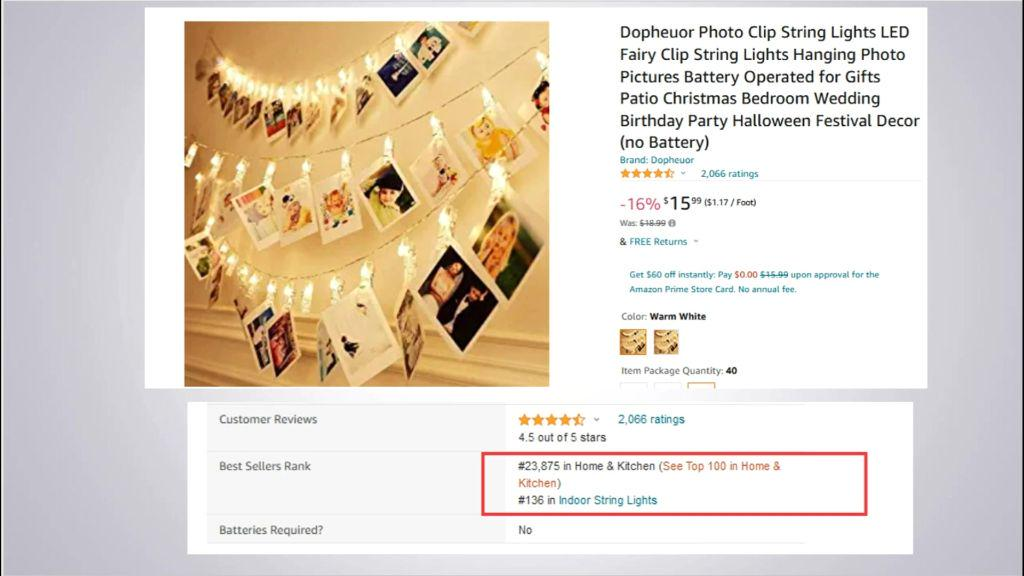 Dopheuor Photo Clip String Lights LED
Fairy Clip String Lights Hanging Photo
Pictures Battery Operated for Gifts
Patio Christmas Bedroom Wedding
Birthday Party Halloween Festival Decor
(no Battery)
Brand: Dopheuor
2,066 ratings
-16% $15.99 ($1.17 / Foot)
Was: $18.99
& FREE Returns
Get $60 off instantly: Pay $0.00 $15.99 upon approval for the
Amazon Prime Store Card. No annual fee.
Color: Warm White
Item Package Quantity: 40
Customer Reviews
2,066 ratings
4.5 out of 5 stars
Best Sellers Rank
#23,875 in Home & Kitchen (See Top 100 in Home &
Kitchen)
#136 in Indoor String Lights
Batteries Required?
No